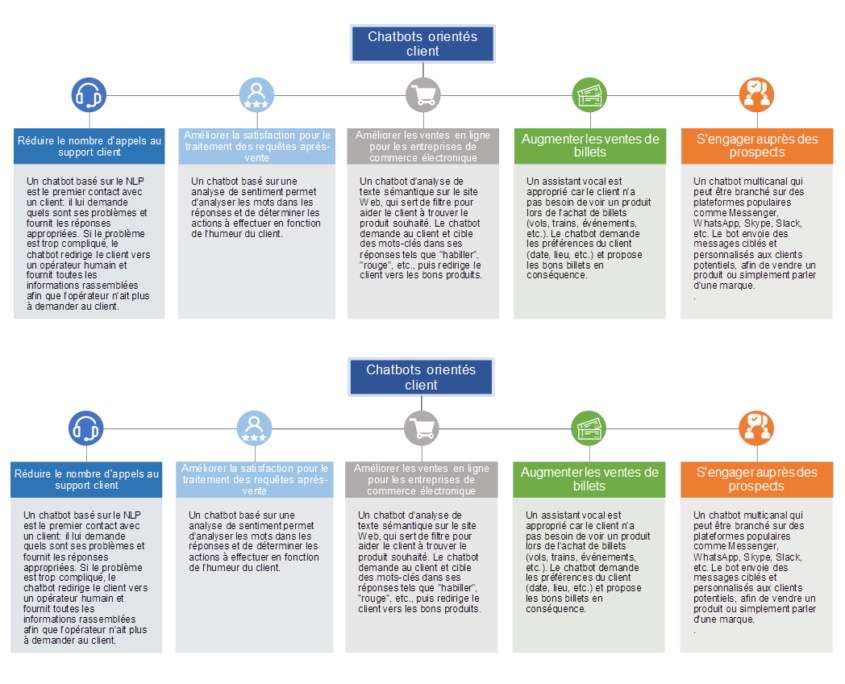 Chatbots orientés
client
Réduire le nombre d'appels au
support client
Améliorer la satisfaction pour le
traitement des requêtes après-
vente
Améliorer les ventes en ligne
pour les entreprises de
commerce électronique
Augmenter les ventes de
billets
S'engager auprès des
prospects
Un chatbot basé sur le NLP
est le premier contact avec
un client: il lui demande
quels sont ses problèmes et
fournit les réponses
appropriées. Si le problème
est trop compliqué, le
chatbot redirige le client vers
un opérateur humain et
fournit toutes les
informations rassemblées
afin que l'opérateur n'ait plus
à demander au client.
Un chatbot basé sur une
analyse de sentiment permet
d'analyser les mots dans les
réponses et de déterminer les
actions à effectuer en fonction
de l'humeur du client.
Un chatbot d'analyse de
texte sémantique sur le site
Web, qui sert de filtre pour
aider le client à trouver le
produit souhaité. Le chatbot
demande au client et cible
des mots-clés dans ses
réponses tels que "habiller",
"rouge", etc., puis redirige le
client vers les bons produits.
Un assistant vocal est
approprié car le client n'a
pas besoin de voir un produit
lors de l'achat de billets
(vols, trains, événements,
etc.). Le chatbot demande
les préférences du client
(date, lieu, etc.) et propose
les bons billets en
conséquence.
Un chatbot multicanal qui
peut être branché sur des
plateformes populaires
comme Messenger,
WhatsApp, Skype, Slack,
etc. Le bot envoie des
messages ciblés et
personnalisés aux clients
potentiels, afin de vendre un
produit ou simplement parler
d'une marque.
.
Chatbots orientés
client
Réduire le nombre d'appels au
support client
Améliorer la satisfaction pour le
traitement des requêtes après-
vente
Améliorer les ventes en ligne
pour les entreprises de
commerce électronique
Augmenter les ventes de
billets
S'engager auprès des
prospects
Un chatbot basé sur le NLP
est le premier contact avec
un client: il lui demande
quels sont ses problèmes et
fournit les réponses
appropriées. Si le problème
est trop compliqué, le
chatbot redirige le client vers
un opérateur humain et
fournit toutes les
informations rassemblées
afin que l'opérateur n'ait plus
à demander au client.
Un chatbot basé sur une
analyse de sentiment permet
d'analyser les mots dans les
réponses et de déterminer les
actions à effectuer en fonction
de l'humeur du client.
Un chatbot d'analyse de
texte sémantique sur le site
Web, qui sert de filtre pour
aider le client à trouver le
produit souhaité. Le chatbot
demande au client et cible
des mots-clés dans ses
réponses tels que "habiller",
"rouge", etc., puis redirige le
client vers les bons produits.
Un assistant vocal est
approprié car le client n'a
pas besoin de voir un produit
lors de l'achat de billets
(vols, trains, événements,
etc.). Le chatbot demande
les préférences du client
(date, lieu, etc.) et propose
les bons billets en
conséquence.
Un chatbot multicanal qui
peut être branché sur des
plateformes populaires
comme Messenger,
WhatsApp, Skype, Slack,
etc. Le bot envoie des
messages ciblés et
personnalisés aux clients
potentiels, afin de vendre un
produit ou simplement parler
d'une marque.
.